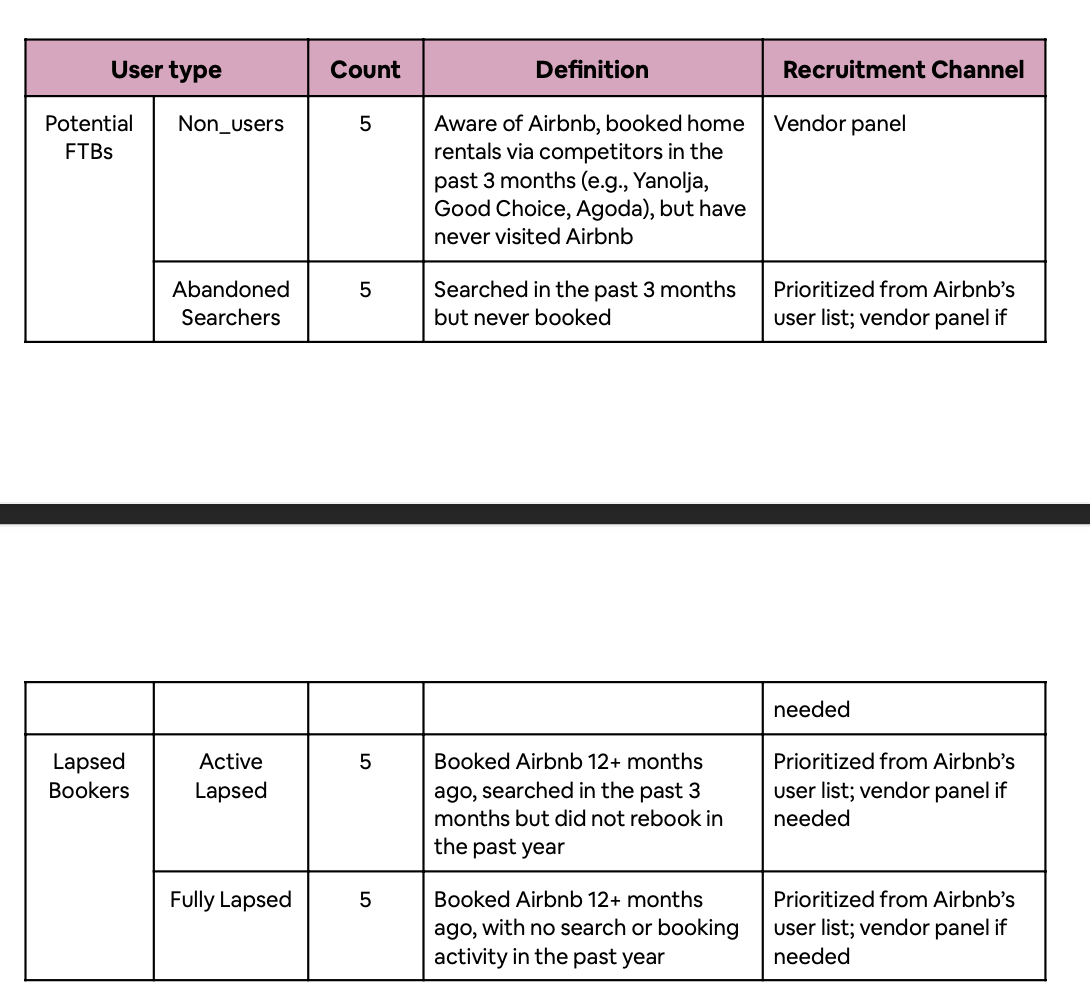 User type Count Definition Recruitment Channel
Potential
FTBs
Non_users
5
Aware of Airbnb, booked home
rentals via competitors in the
past 3 months (e.g., Yanolja,
Good Choice, Agoda), but have
never visited Airbnb
Vendor panel
Abandoned
Searchers
5
Searched in the past 3 months
but never booked
Prioritized from Airbnb’s
user list; vendor panel if
needed
Lapsed
Bookers
Active
Lapsed
5
Booked Airbnb 12+ months
ago, searched in the past 3
months but did not rebook in
the past year
Prioritized from Airbnb’s
user list; vendor panel if
needed
Fully Lapsed
5
Booked Airbnb 12+ months
ago, with no search or booking
activity in the past year
Prioritized from Airbnb’s
user list; vendor panel if
needed